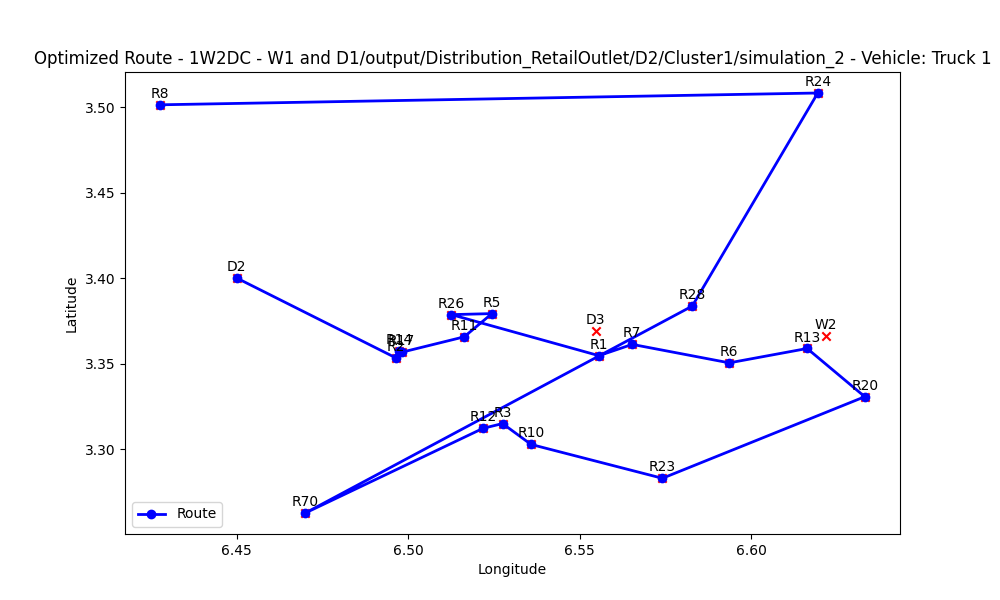 Optimized Route - 1W2DC - W1 and D1/output/Distribution_RetailOutlet/D2/Cluster1/simulation_2 - Vehicle: Truck 1
R8
R24
3.50
3.45
3.40
3.35
3.30
Latitude
D2
R26
R5
R11
R28
D3
R1
R7
R6
R13
W2
R20
R12
R3
R10
R23
R70
Route
6.45
6.50
6.55
6.60
Longitude